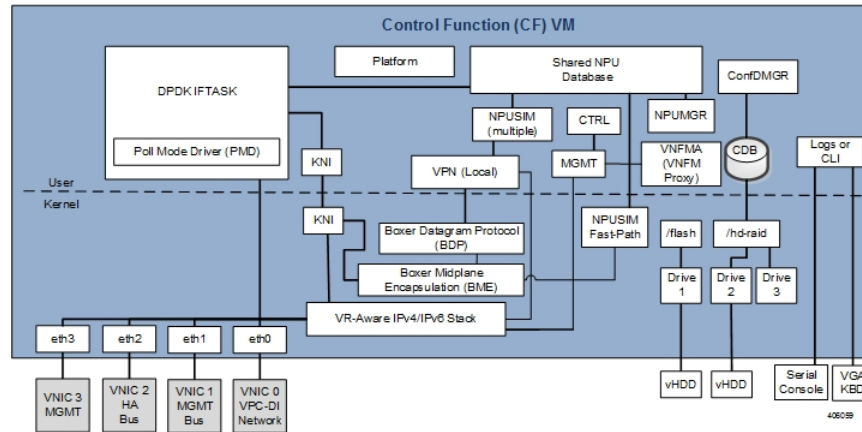 Control Function (CF) VM
DPDK IFTASK
Poll Mode Driver (PMD)
Platform
Shared NPU
Database
ConfDMGR
NPUSIM
(multiple)
CTRL
NPUMGR
KNI
VPN (Local)
MGMT
VNFMA
(VNFM
Proxy)
CDB
Logs or
CLI
User
Kernel
KNI
Boxer Datagram Protocol
(BDP)
NPUSIM
Fast-Path
/flash
/hd-raid
Boxer Midplane
Encapsulation (BME)
Drive
1
Drive
2
Drive
3
VR-Aware IPv4/IPv6 Stack
eth3
eth2
eth1
eth0
VNIC 3
MGMT
VNIC 2
HA
Bus
VNIC 1
MGMT
Bus
VNIC 0
VPC-DI
Network
vHDD
vHDD
Serial
Console
VGA
KBD
406059